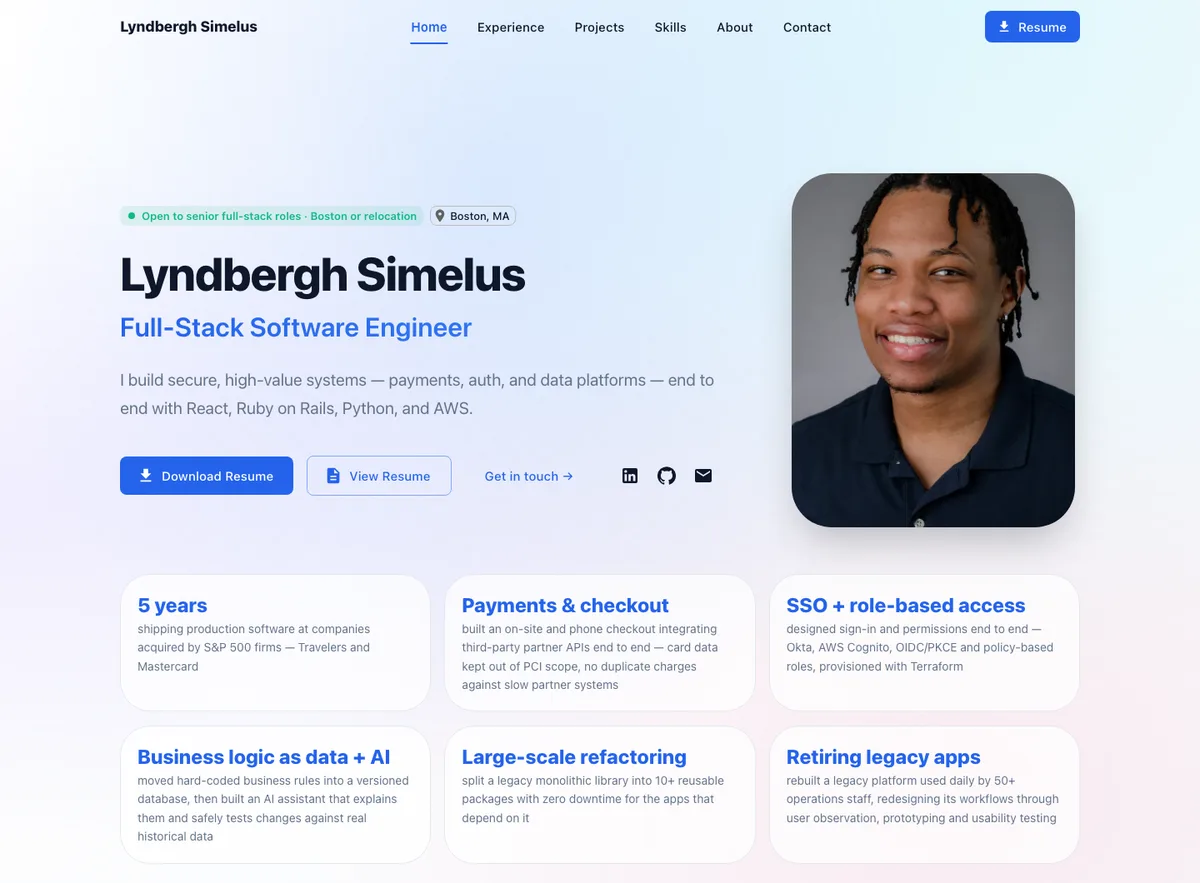 Lyndbergh Simelus
Home
Experience
Projects
Skills
About
Contact
Resume
Open to senior full-stack roles · Boston or relocation
Boston, MA
Lyndbergh Simelus
Full-Stack Software Engineer
I build secure, high-value systems — payments, auth, and data platforms — end to
end with React, Ruby on Rails, Python, and AWS.
Download Resume
View Resume
Get in touch →
5 years
shipping production software at companies
acquired by S&P 500 firms — Travelers and
Mastercard
Payments & checkout
built an on-site and phone checkout integrating
third-party partner APIs end to end — card data
kept out of PCI scope, no duplicate charges
against slow partner systems
SSO + role-based access
designed sign-in and permissions end to end —
Okta, AWS Cognito, OIDC/PKCE and policy-based
roles, provisioned with Terraform
Business logic as data + AI
moved hard-coded business rules into a versioned
database, then built an AI assistant that explains
them and safely tests changes against real
historical data
Large-scale refactoring
split a legacy monolithic library into 10+ reusable
packages with zero downtime for the apps that
depend on it
Retiring legacy apps
rebuilt a legacy platform used daily by 50+
operations staff, redesigning its workflows through
user observation, prototyping and usability testing